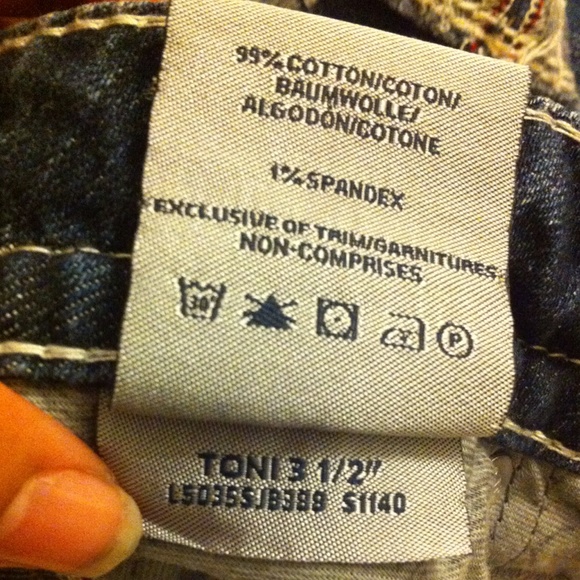 99% COTTON/COTON/
BAUMWOLLE/
ALGODON/COTONE
1% SPANDEX
EXCLUSIVE OF TRIM/GARNITURES
NON-COMPRISES
30°
P
TONI 3 1/2"
L5035SJB388 S1140